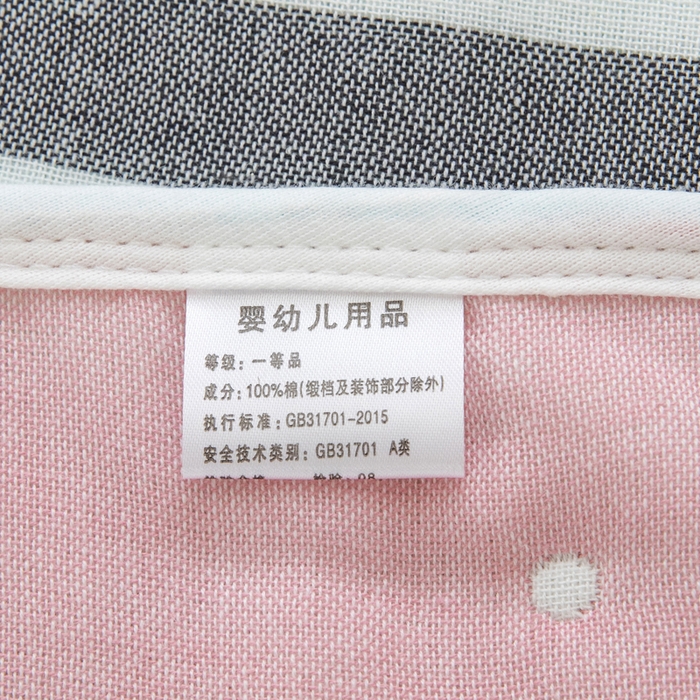 婴幼儿用品
等级：一等品
成分：100%棉(缎档及装饰部分除外)
执行标准：GB31701-2015
安全技术类别：GB31701 A类